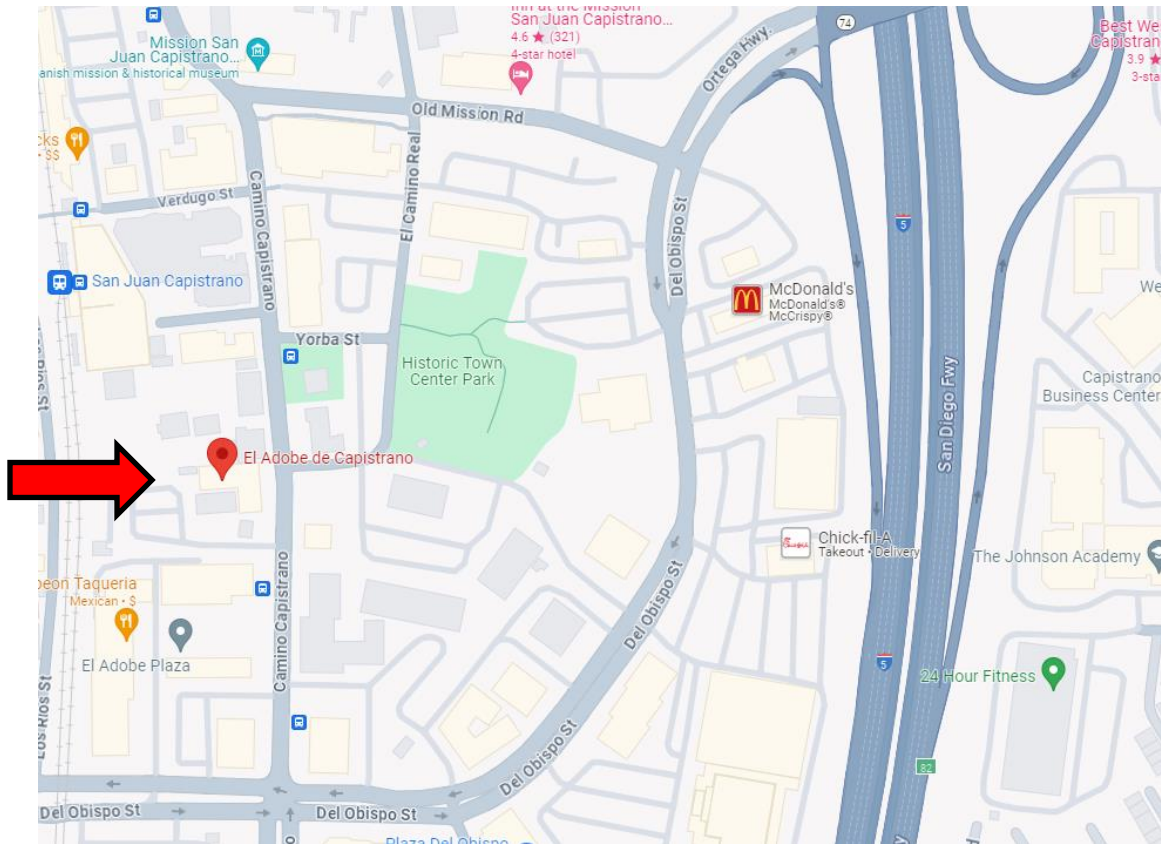 Inn at the Mission
San Juan Capistrano...
4.6 ★ (321)
4-star hotel
74
Ortega Hwy.
Best We
Capistran
3.9 ★
3-sta
Mission San
Juan Capistrano...
anish mission & historical museum
Old Mission Rd
cks
• $$
Verdugo St
Camino Capistrano
El Camino Real
Del Obispo St
5
San Juan Capistrano
McDonald's
McDonald's®
McCrispy®
We
Yorba St
Historic Town
Center Park
San Diego Fwy
Capistrano
Business Center
El Adobe de Capistrano
Chick-fil-A
Takeout • Delivery
The Johnson Academy
peon Taqueria
Mexican • $
Camino Capistrano
Del Obispo St
El Adobe Plaza
5
24 Hour Fitness
Los Rios St
Del Obispo St
82
Del Obispo St
Del Obispo St
Plaza Del Obispo